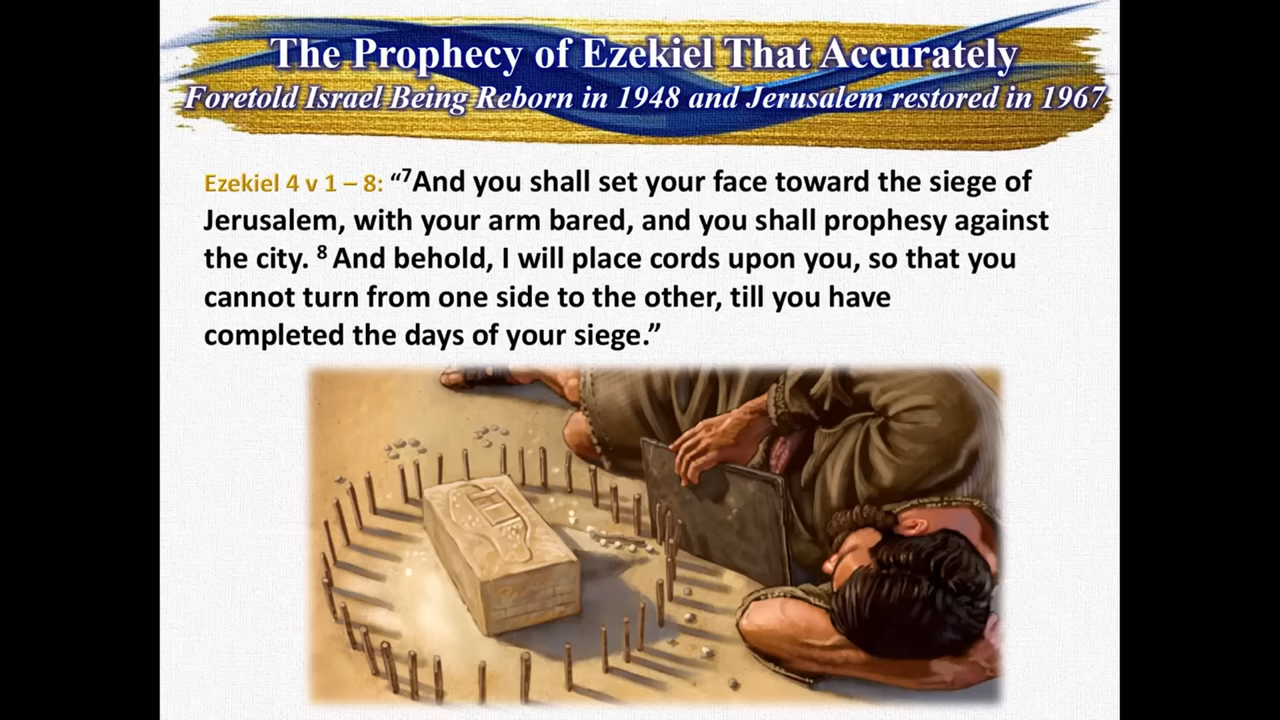 The Prophecy of Ezekiel That Accurately
Foretold Israel Being Reborn in 1948 and Jerusalem restored in 1967
Ezekiel 4 v 1 – 8: “⁷And you shall set your face toward the siege of
Jerusalem, with your arm bared, and you shall prophesy against
the city. ⁸ And behold, I will place cords upon you, so that you
cannot turn from one side to the other, till you have
completed the days of your siege.”